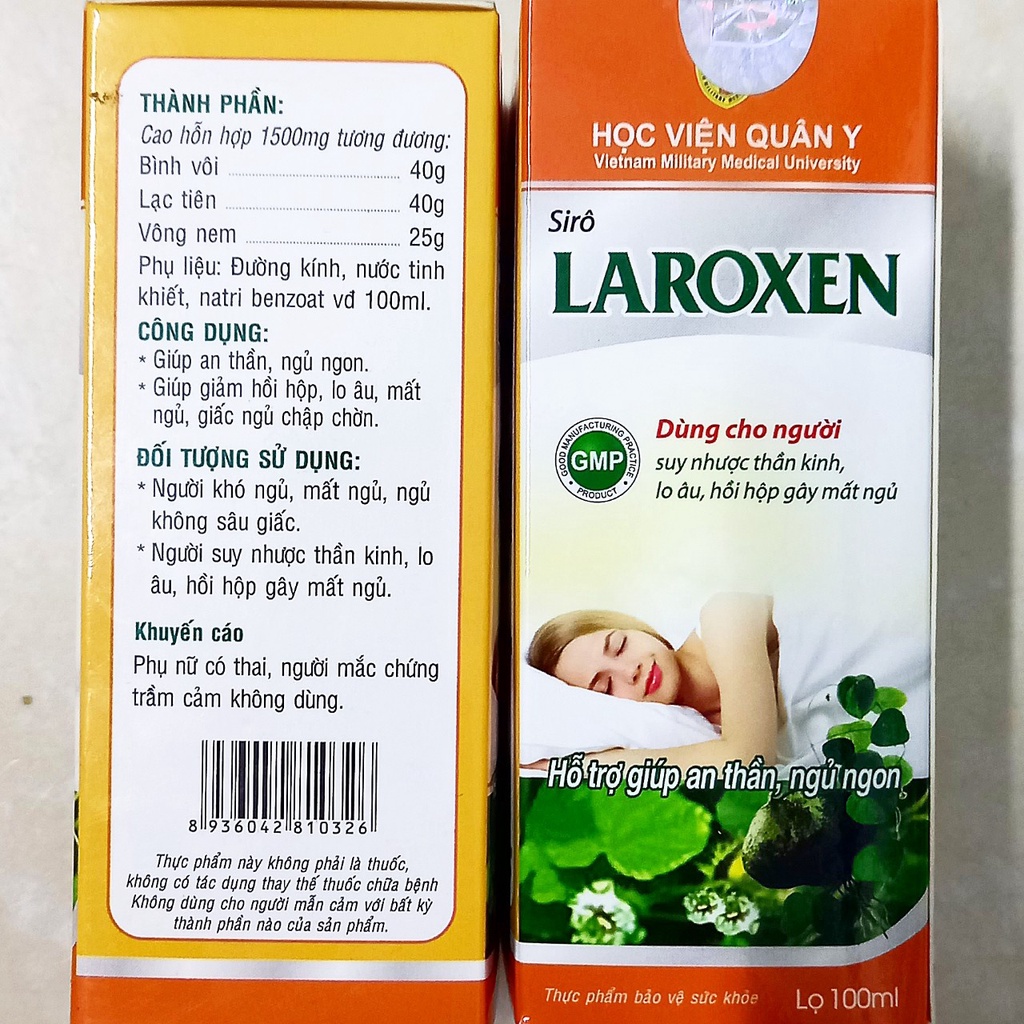 THÀNH PHẦN:
Cao hỗn hợp 1500mg tương đương:
Bình vôi ........................ 40g
Lạc tiên ........................ 40g
Vông nem ........................ 25g
Phụ liệu: Đường kính, nước tinh
khiết, natri benzoat vđ 100ml.
CÔNG DỤNG:
* Giúp an thần, ngủ ngon.
* Giúp giảm hồi hộp, lo âu, mất
ngủ, giấc ngủ chập chờn.
ĐỐI TƯỢNG SỬ DỤNG:
* Người khó ngủ, mất ngủ, ngủ
không sâu giấc.
* Người suy nhược thần kinh, lo
âu, hồi hộp gây mất ngủ.
Khuyến cáo
Phụ nữ có thai, người mắc chứng
trầm cảm không dùng.
8 936042 810326
Thực phẩm này không phải là thuốc,
không có tác dụng thay thế thuốc chữa bệnh
Không dùng cho người mẫn cảm với bất kỳ
thành phần nào của sản phẩm.
HỌC VIỆN QUÂN Y
Vietnam Military Medical University
Sirô
LAROXEN
GOOD MANUFACTURING PRACTICE
GMP
PRODUCT
Dùng cho người
suy nhược thần kinh,
lo âu, hồi hộp gây mất ngủ
Hỗ trợ giúp an thần, ngủ ngon
Thực phẩm bảo vệ sức khỏe
Lọ 100ml